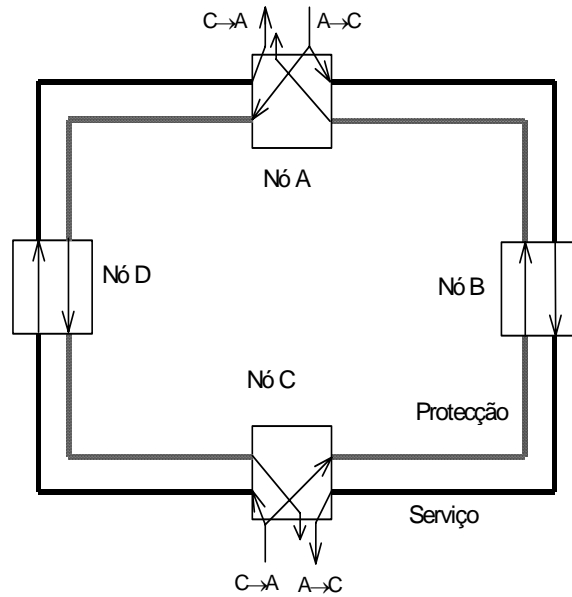 C→A A→C
Nó A
Nó D
Nó B
Nó C
Protecção
Serviço
C→A A→C